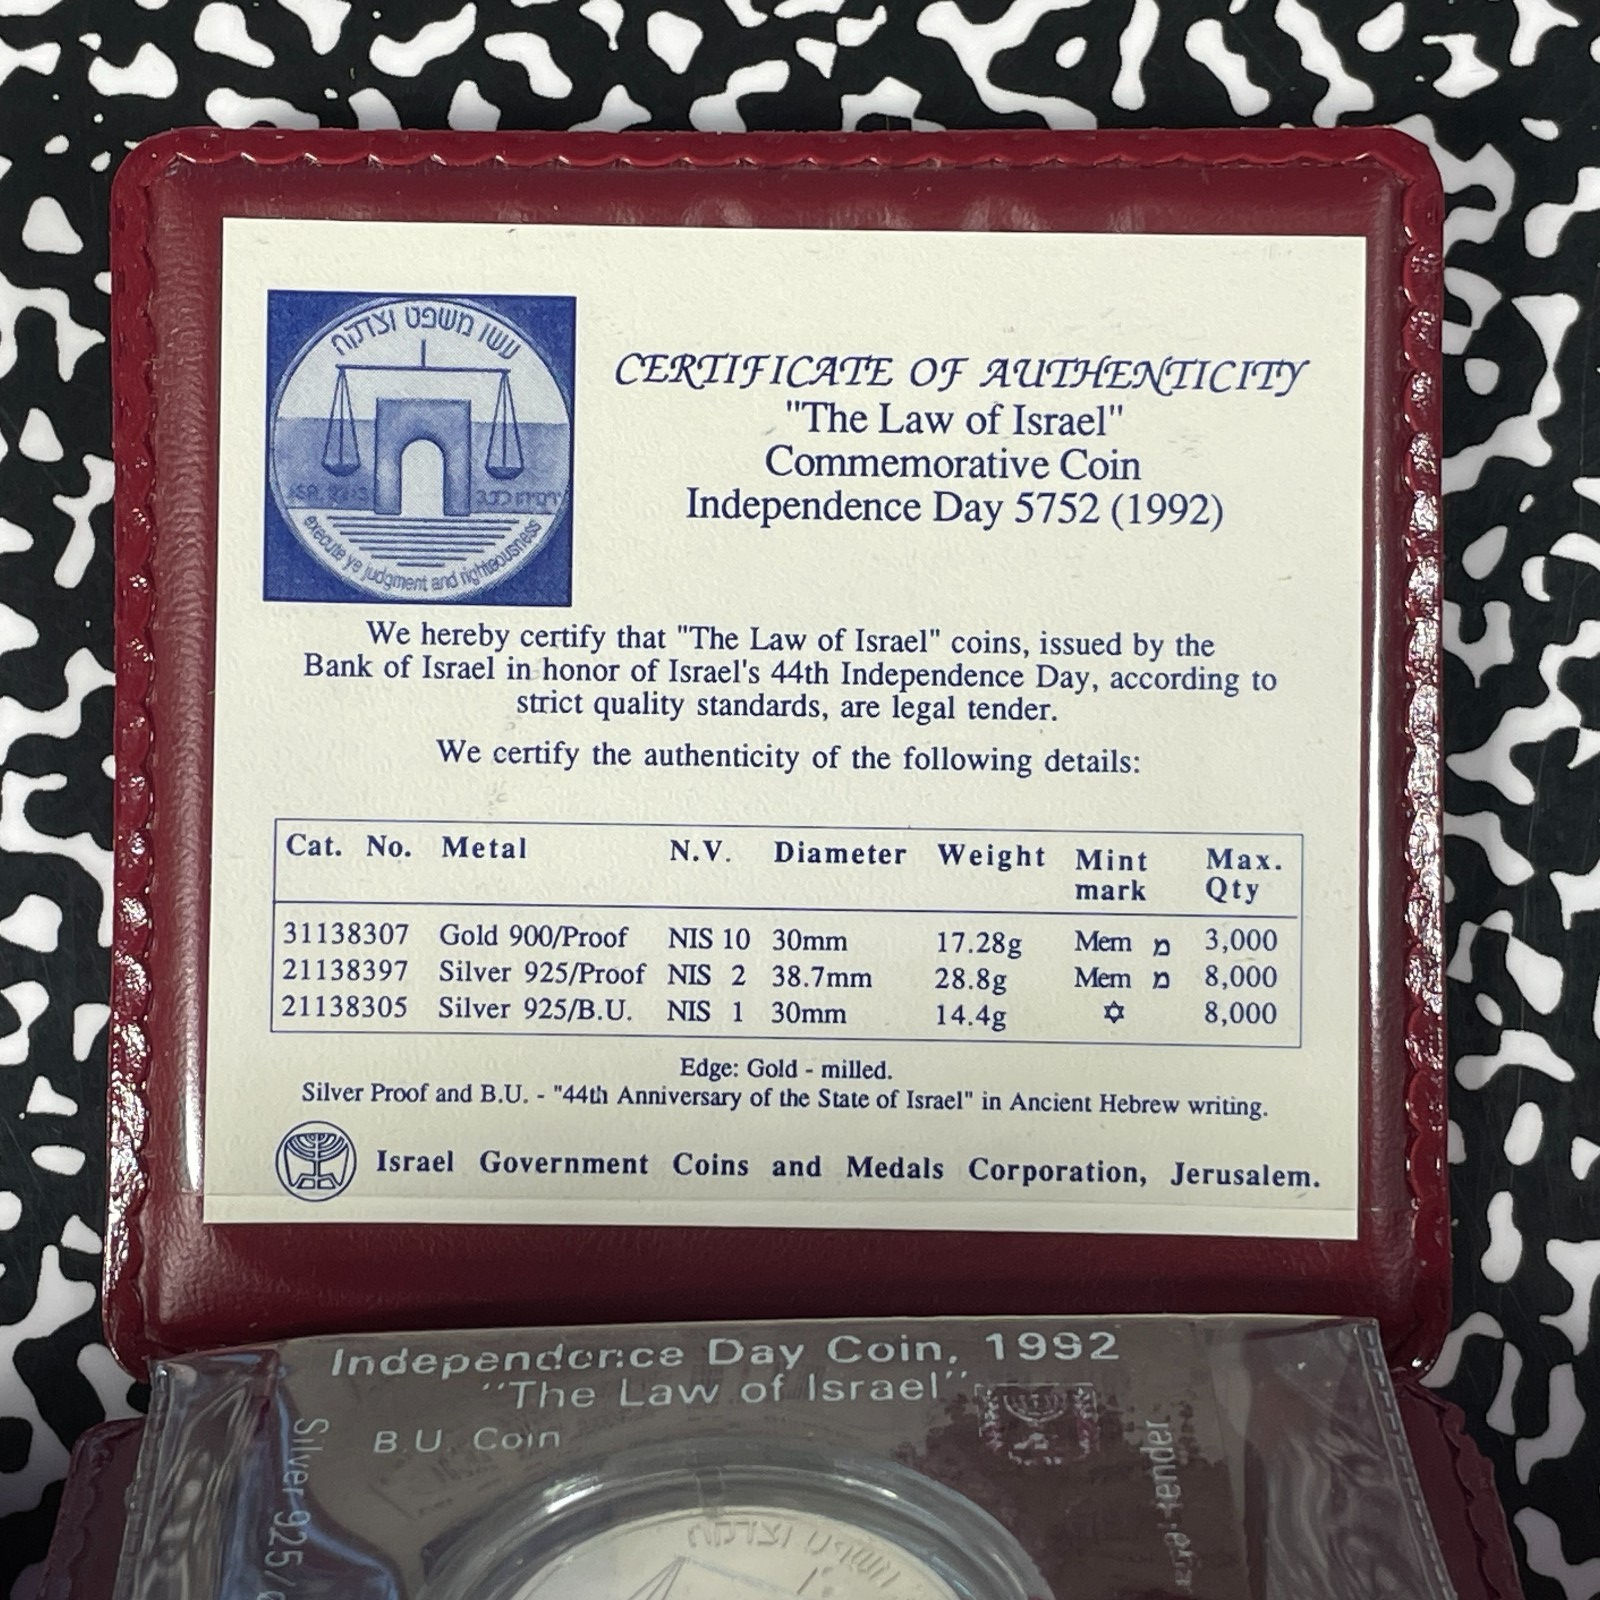 עשו משפט וצדקה
execute ye judgment and righteousness
CERTIFICATE OF AUTHENTICITY
"The Law of Israel"
Commemorative Coin
Independence Day 5752 (1992)
We hereby certify that "The Law of Israel" coins, issued by the
Bank of Israel in honor of Israel's 44th Independence Day, according to
strict quality standards, are legal tender.
We certify the authenticity of the following details:
Cat. No. Metal N.V. Diameter Weight Mint mark Max. Qty
31138307 Gold 900/Proof NIS 10 30mm 17.28g Mem מ 3,000
21138397 Silver 925/Proof NIS 2 38.7mm 28.8g Mem מ 8,000
21138305 Silver 925/B.U. NIS 1 30mm 14.4g ✡ 8,000
Edge: Gold - milled.
Silver Proof and B.U. - "44th Anniversary of the State of Israel" in Ancient Hebrew writing.
Israel Government Coins and Medals Corporation, Jerusalem.
Independence Day Coin, 1992
"The Law of Israel"
B.U. Coin
Silver 925/
tender
משפט וצדקה